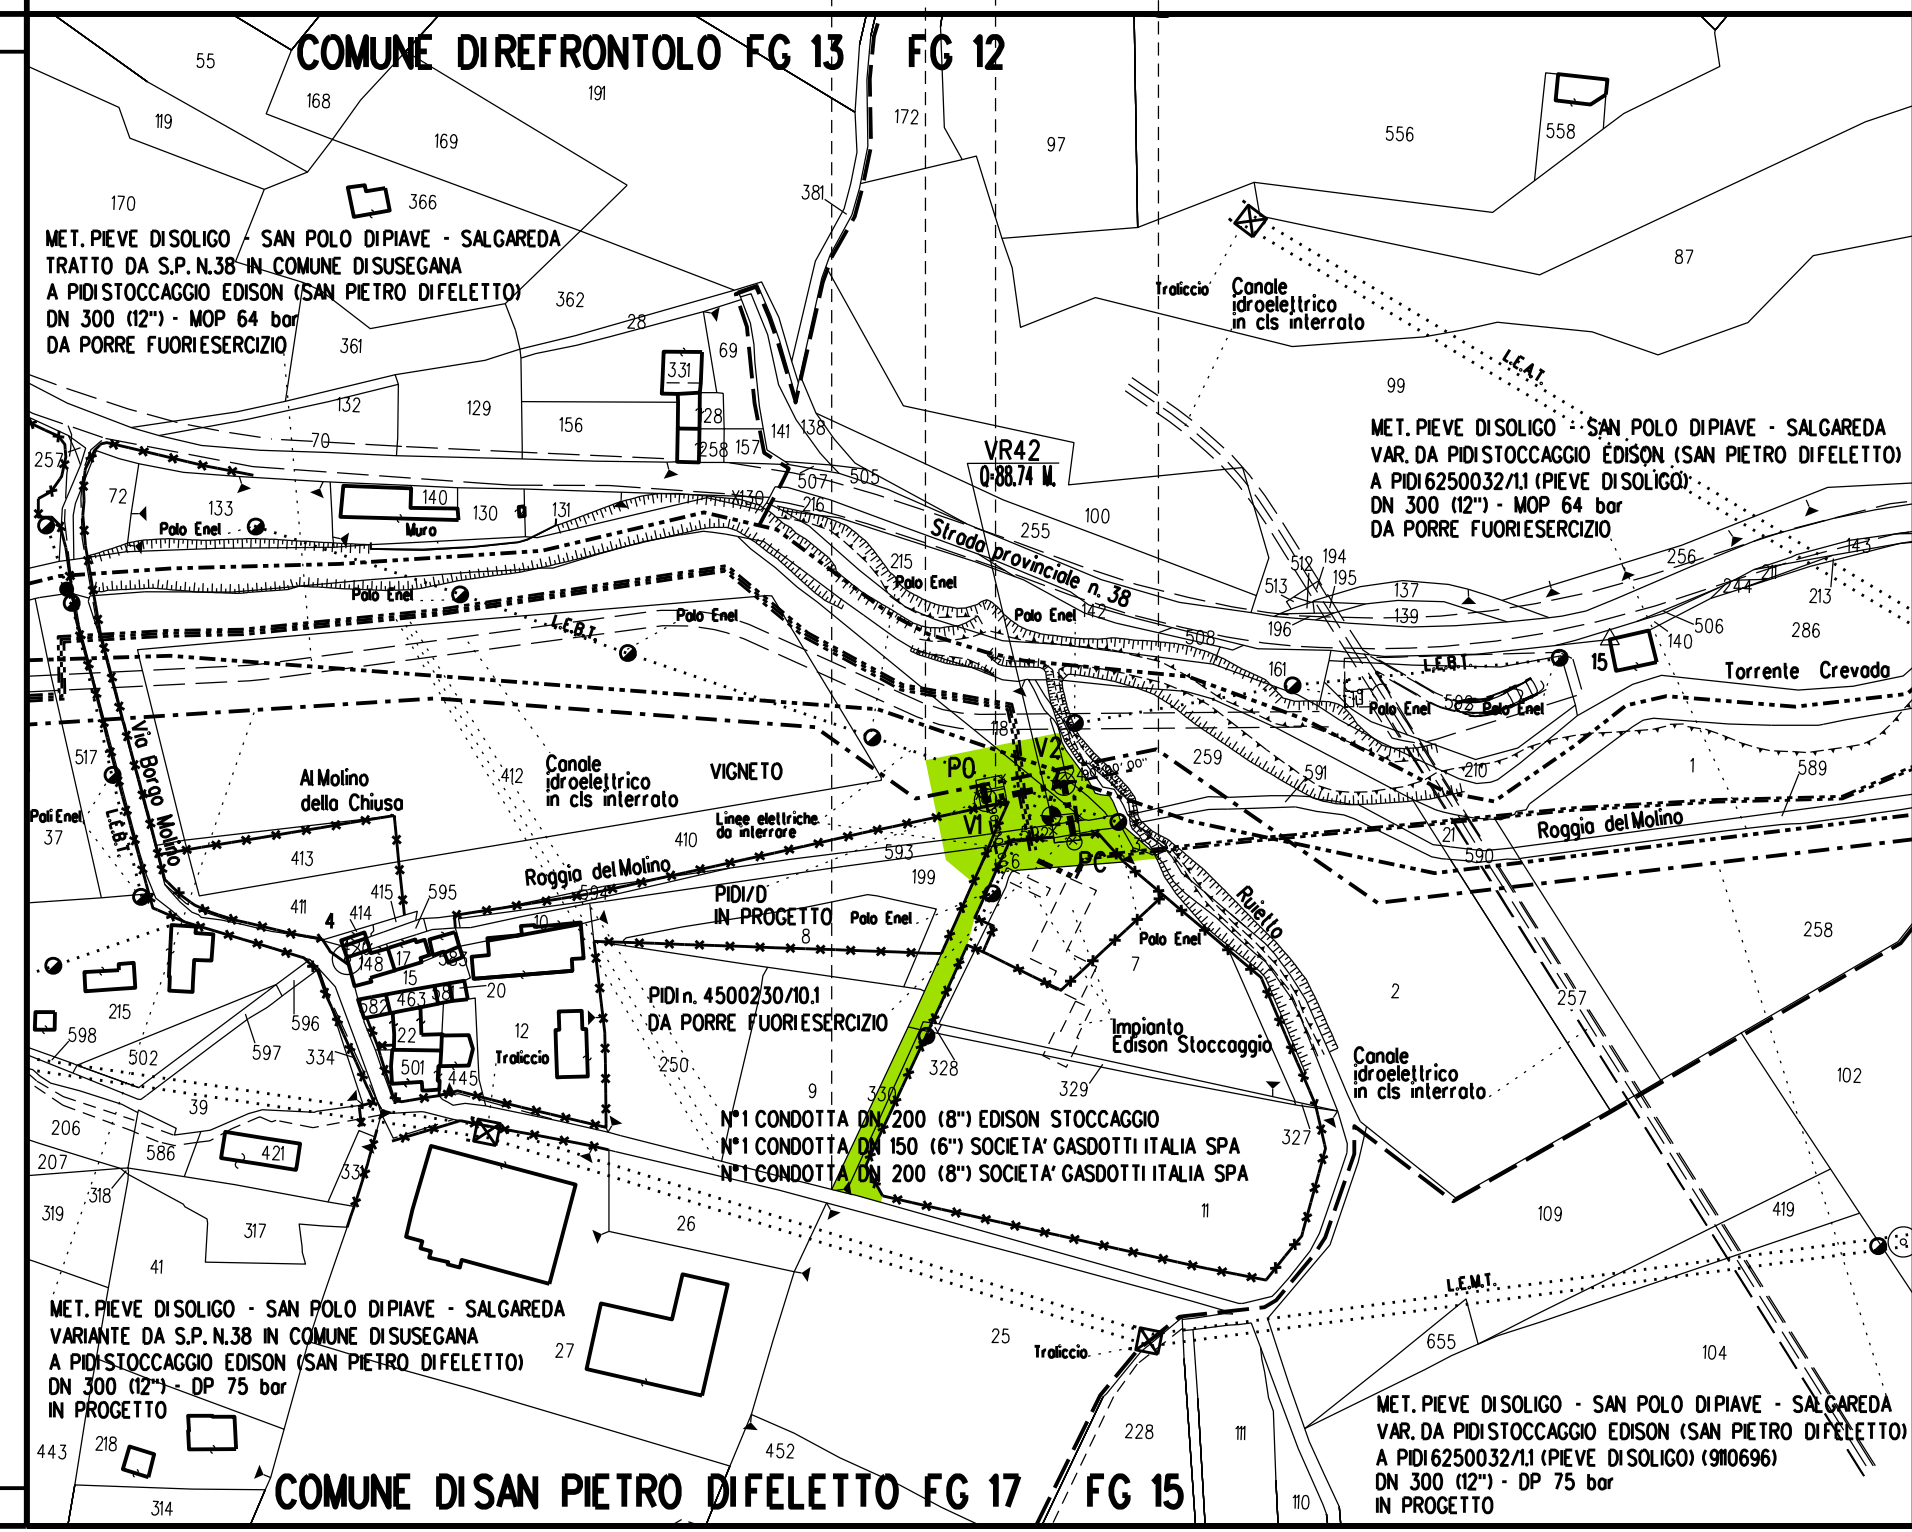 COMUNE DI REFRONTOLO FG 13 FG 12
55
168
191
119
169
172
97
556
558
381
170
366
MET. PIEVE DI SOLIGO - SAN POLO DI PIAVE - SALGAREDA
TRATTO DA S.P. N.38 IN COMUNE DI SUSEGANA
A PIDI STOCCAGGIO EDISON (SAN PIETRO DI FELETTO)
DN 300 (12") - MOP 64 bar
DA PORRE FUORI ESERCIZIO
362
28
361
69
331
87
Traliccio
Canale
idroelettrico
in cls interrato
L.E.A.T.
99
132
129
156
128
258
157
141
138
70
257
72
133
140
130
131
130
507
505
216
Muro
Palo Enel
VR42
Q=88.74 M.
MET. PIEVE DI SOLIGO - SAN POLO DI PIAVE - SALGAREDA
VAR. DA PIDI STOCCAGGIO EDISON (SAN PIETRO DI FELETTO)
A PIDI 6250032/1.1 (PIEVE DI SOLIGO)
DN 300 (12") - MOP 64 bar
DA PORRE FUORI ESERCIZIO
255
100
Strada provinciale n. 38
215
Palo Enel
Palo Enel
142
512
194
513
195
196
137
139
256
143
211
244
213
506
286
140
15
508
161
Palo Enel
Palo Enel
L.E.B.T.
L.E.B.T.
502
Palo Enel
Palo Enel
Torrente Crevada
118
517
Via Borgo Molino
Al Molino
della Chiusa
412
Canale
idroelettrico
in cls interrato
VIGNETO
P0
V2
V1
PC
259
591
210
1
589
Pali Enel
37
L.E.B.T.
Linee elettriche
da interrare
410
413
593
199
Roggia del Molino
Roggia del Molino
21
590
411
415
595
594
414
4
10
PIDI/D
IN PROGETTO
8
Palo Enel
Palo Enel
7
Ruiello
258
148
17
15
583
582
463
581
20
22
12
501
445
Traliccio
PIDI n. 4500230/10.1
DA PORRE FUORI ESERCIZIO
2
257
215
598
596
597
502
334
250
328
329
330
Impianto
Edison Stoccaggio
Canale
idroelettrico
in cls interrato
102
39
9
206
207
586
421
318
N°1 CONDOTTA DN 200 (8") EDISON STOCCAGGIO
N°1 CONDOTTA DN 150 (6") SOCIETA' GASDOTTI ITALIA SPA
N°1 CONDOTTA DN 200 (8") SOCIETA' GASDOTTI ITALIA SPA
327
319
317
26
11
109
419
41
MET. PIEVE DI SOLIGO - SAN POLO DI PIAVE - SALGAREDA
VARIANTE DA S.P. N.38 IN COMUNE DI SUSEGANA
A PIDI STOCCAGGIO EDISON (SAN PIETRO DI FELETTO)
DN 300 (12") - DP 75 bar
IN PROGETTO
27
25
Traliccio
L.E.M.T.
655
104
MET. PIEVE DI SOLIGO - SAN POLO DI PIAVE - SALGAREDA
VAR. DA PIDI STOCCAGGIO EDISON (SAN PIETRO DI FELETTO)
A PIDI 6250032/1.1 (PIEVE DI SOLIGO) (9110696)
DN 300 (12") - DP 75 bar
IN PROGETTO
443
218
452
228
111
314
110
COMUNE DI SAN PIETRO DI FELETTO FG 17 FG 15